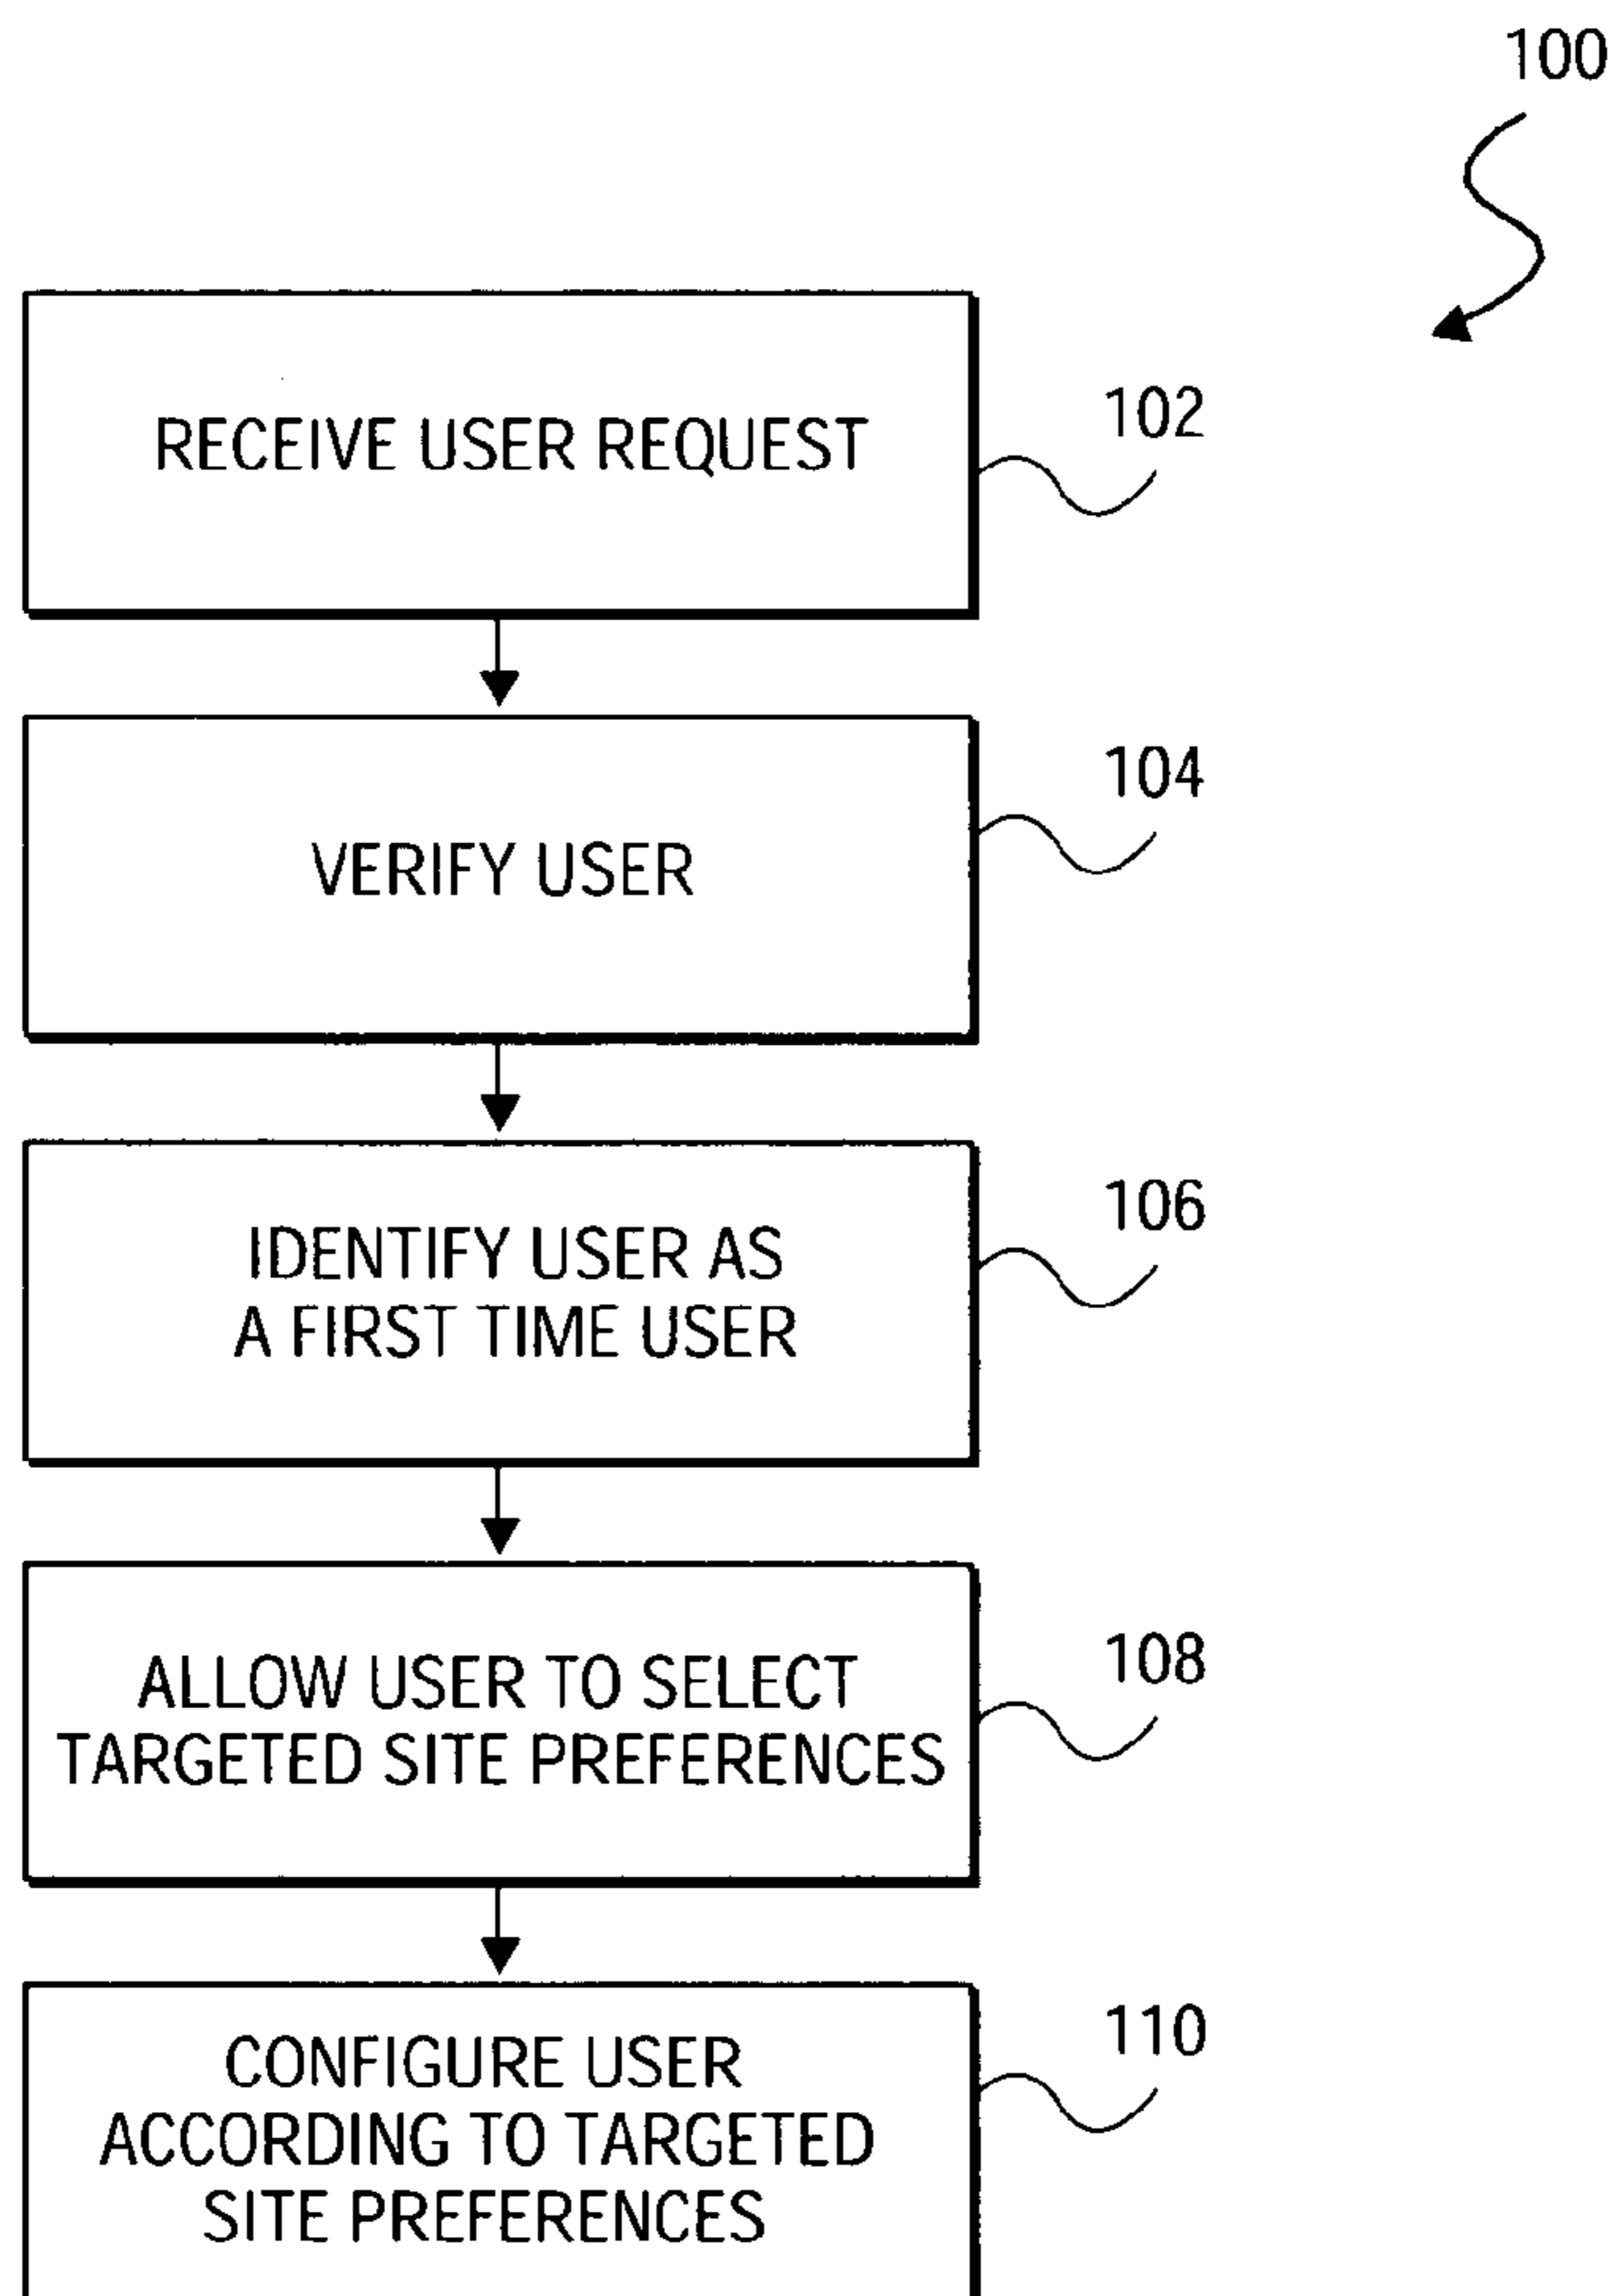 100
RECEIVE USER REQUEST
102
VERIFY USER
104
IDENTIFY USER AS
A FIRST TIME USER
106
ALLOW USER TO SELECT
TARGETED SITE PREFERENCES
108
CONFIGURE USER
ACCORDING TO TARGETED
SITE PREFERENCES
110